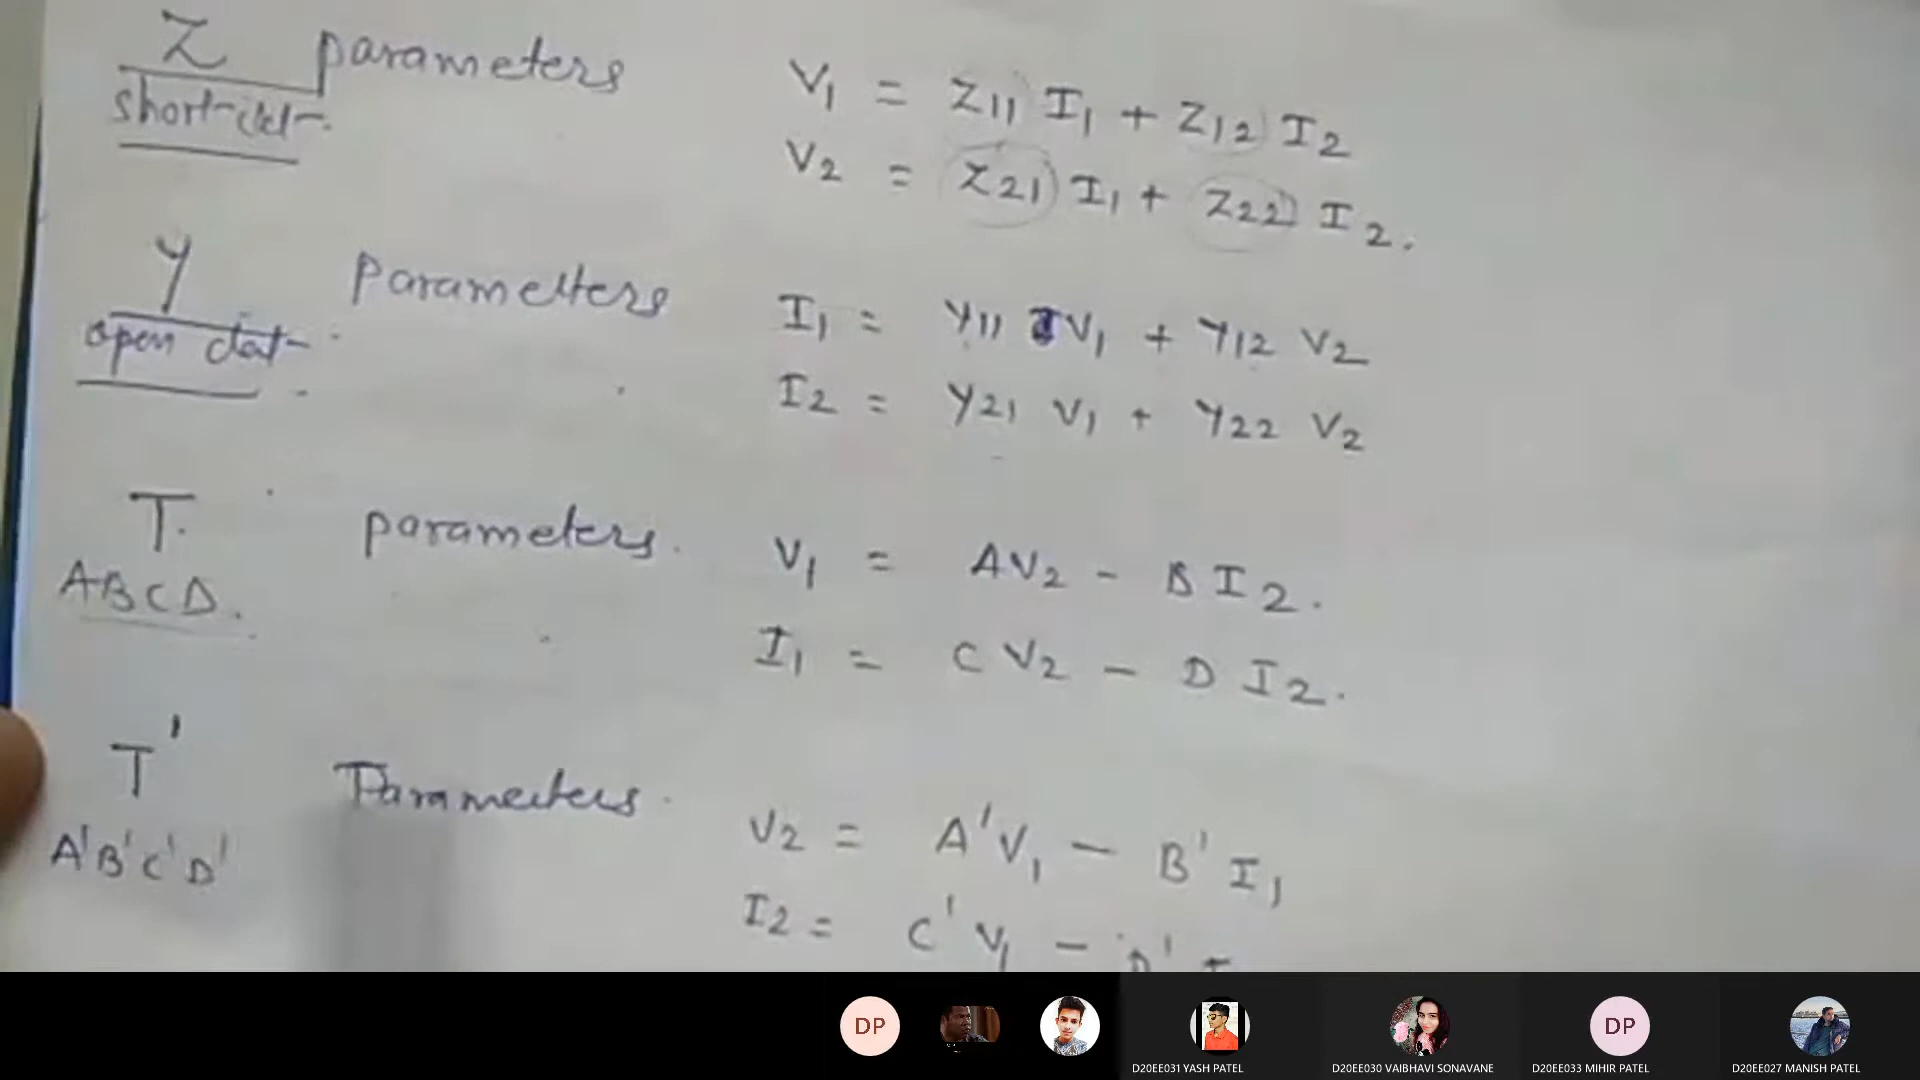 Z parameters
short-ckt-.
V1 = Z11 I1 + Z12 I2
V2 = Z21 I1 + Z22 I2.
Y Parameters
open ckt-
I1 = Y11 V1 + Y12 V2
I2 = Y21 V1 + Y22 V2
T. parameters.
ABCD.
V1 = AV2 - BI2.
I1 = CV2 - DI2.
T' Parameters.
A'B'C'D'
V2 = A'V1 - B'I1
I2 = C'V1 - D'I
DP
DP
D20EE031 YASH PATEL
D20EE030 VAIBHAVI SONAVANE
D20EE033 MIHIR PATEL
D20EE027 MANISH PATEL